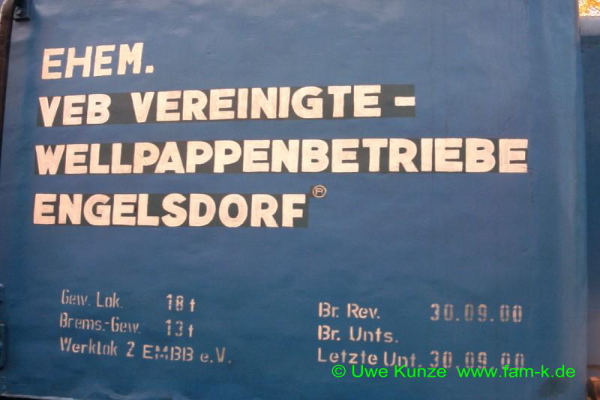 EHEM.
VEB VEREINIGTE-
WELLPAPPENBETRIEBE
ENGELSDORF ®
Gew. Lok. 18 t
Brems.-Gew. 13 t
Werklok 2 EMBB e.V.
Br. Rev. 30.09.00
Br. Unts.
Letzte Unt. 30 09 00
© Uwe Kunze www.fam-k.de